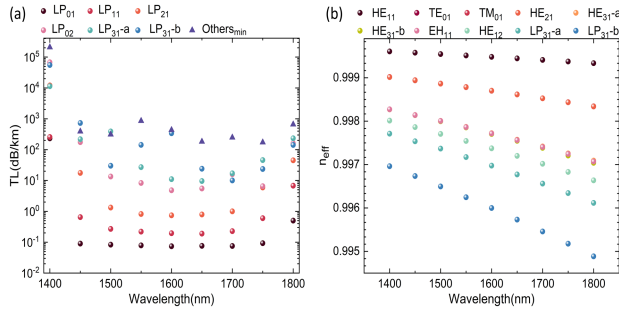 (a)
LP01 LP11 LP21
LP02 LP31-a LP31-b Othersmin
10^5
10^4
10^3
10^2
10^1
10^0
10^-1
10^-2
TL(dB/km)
1400 1500 1600 1700 1800
Wavelength(nm)
(b)
HE11 TE01 TM01 HE21 HE31-a
HE31-b EH11 HE12 LP31-a LP31-b
0.999
0.998
0.997
0.996
0.995
neff
1400 1500 1600 1700 1800
Wavelength(nm)